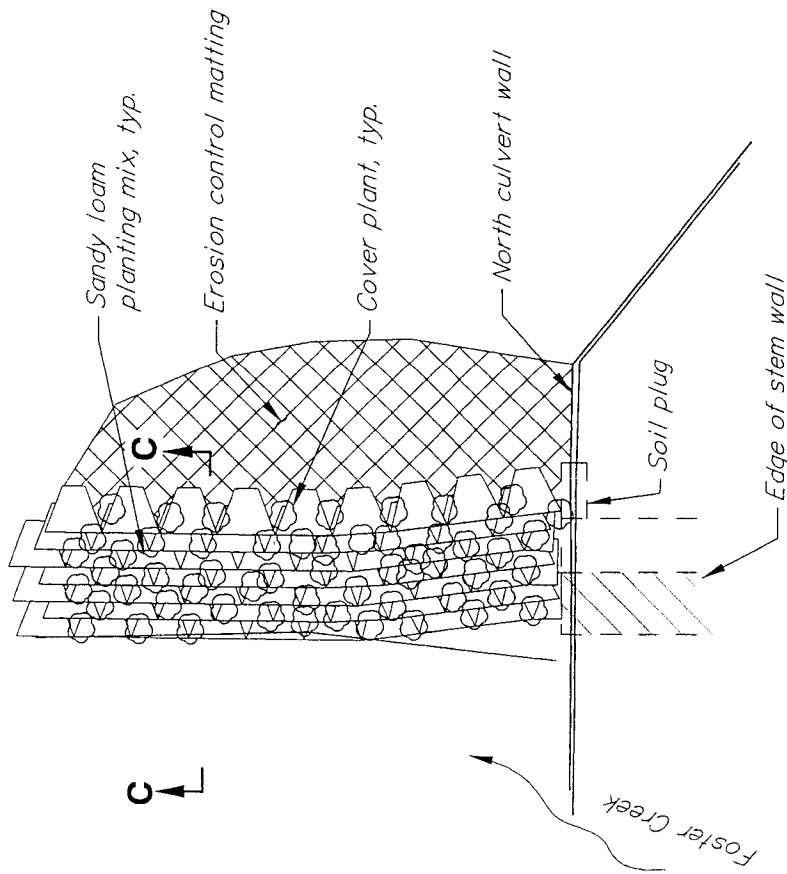 Sandy loam
planting mix, typ.
Erosion control matting
Cover plant, typ.
North culvert wall
Soil plug
Edge of stem wall
C
C
Foster Creek